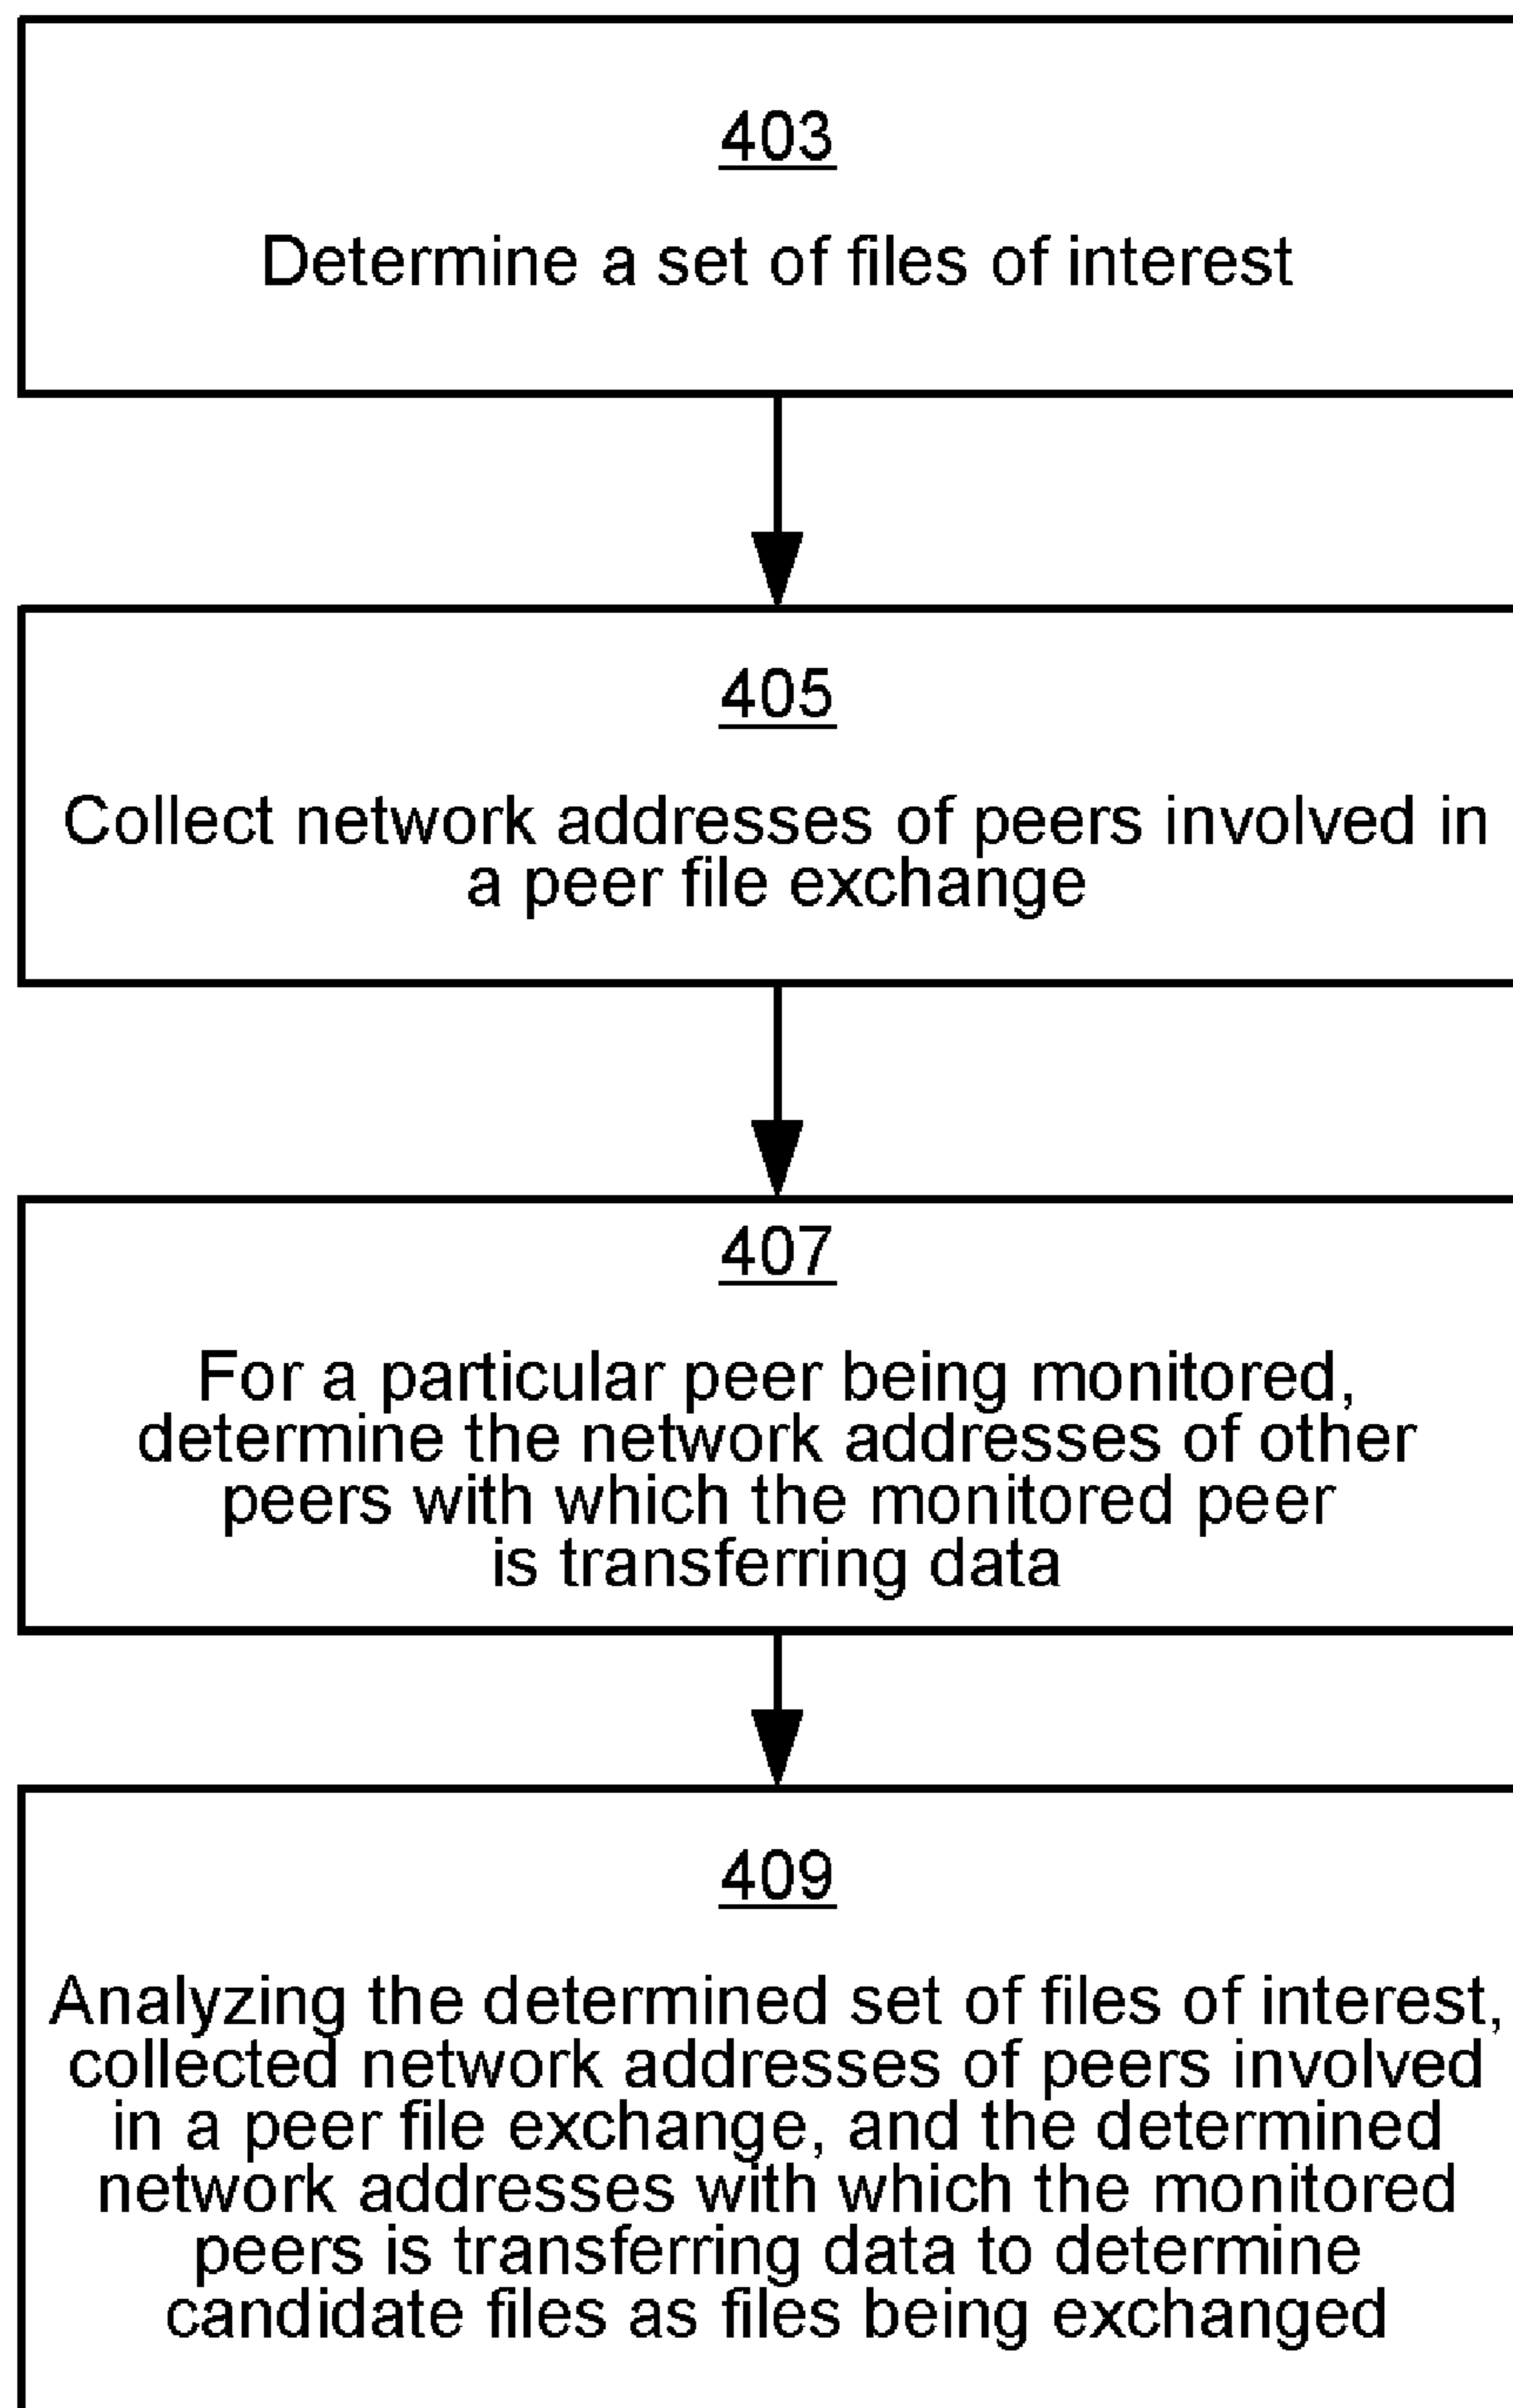 403
Determine a set of files of interest
405
Collect network addresses of peers involved in
a peer file exchange
407
For a particular peer being monitored,
determine the network addresses of other
peers with which the monitored peer
is transferring data
409
Analyzing the determined set of files of interest,
collected network addresses of peers involved
in a peer file exchange, and the determined
network addresses with which the monitored
peers is transferring data to determine
candidate files as files being exchanged